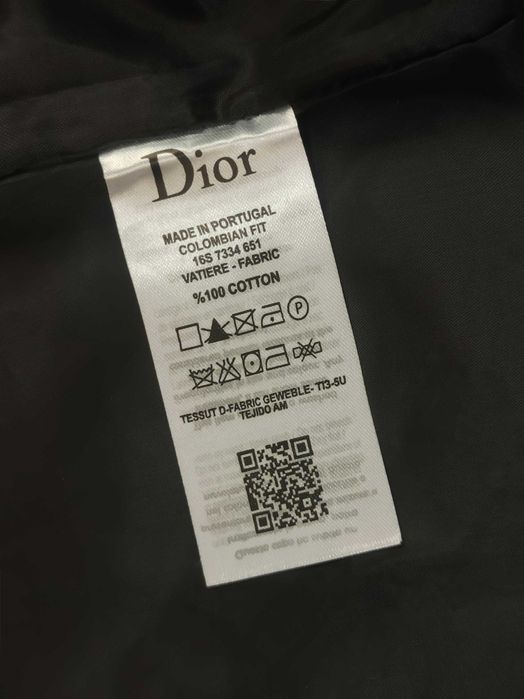 Dior
MADE IN PORTUGAL
COLOMBIAN FIT
16S 7334 651
VATIERE - FABRIC
%100 COTTON
P
TESSUT D-FABRIC GEWEBLE- TI3-5U
TEJIDO AM